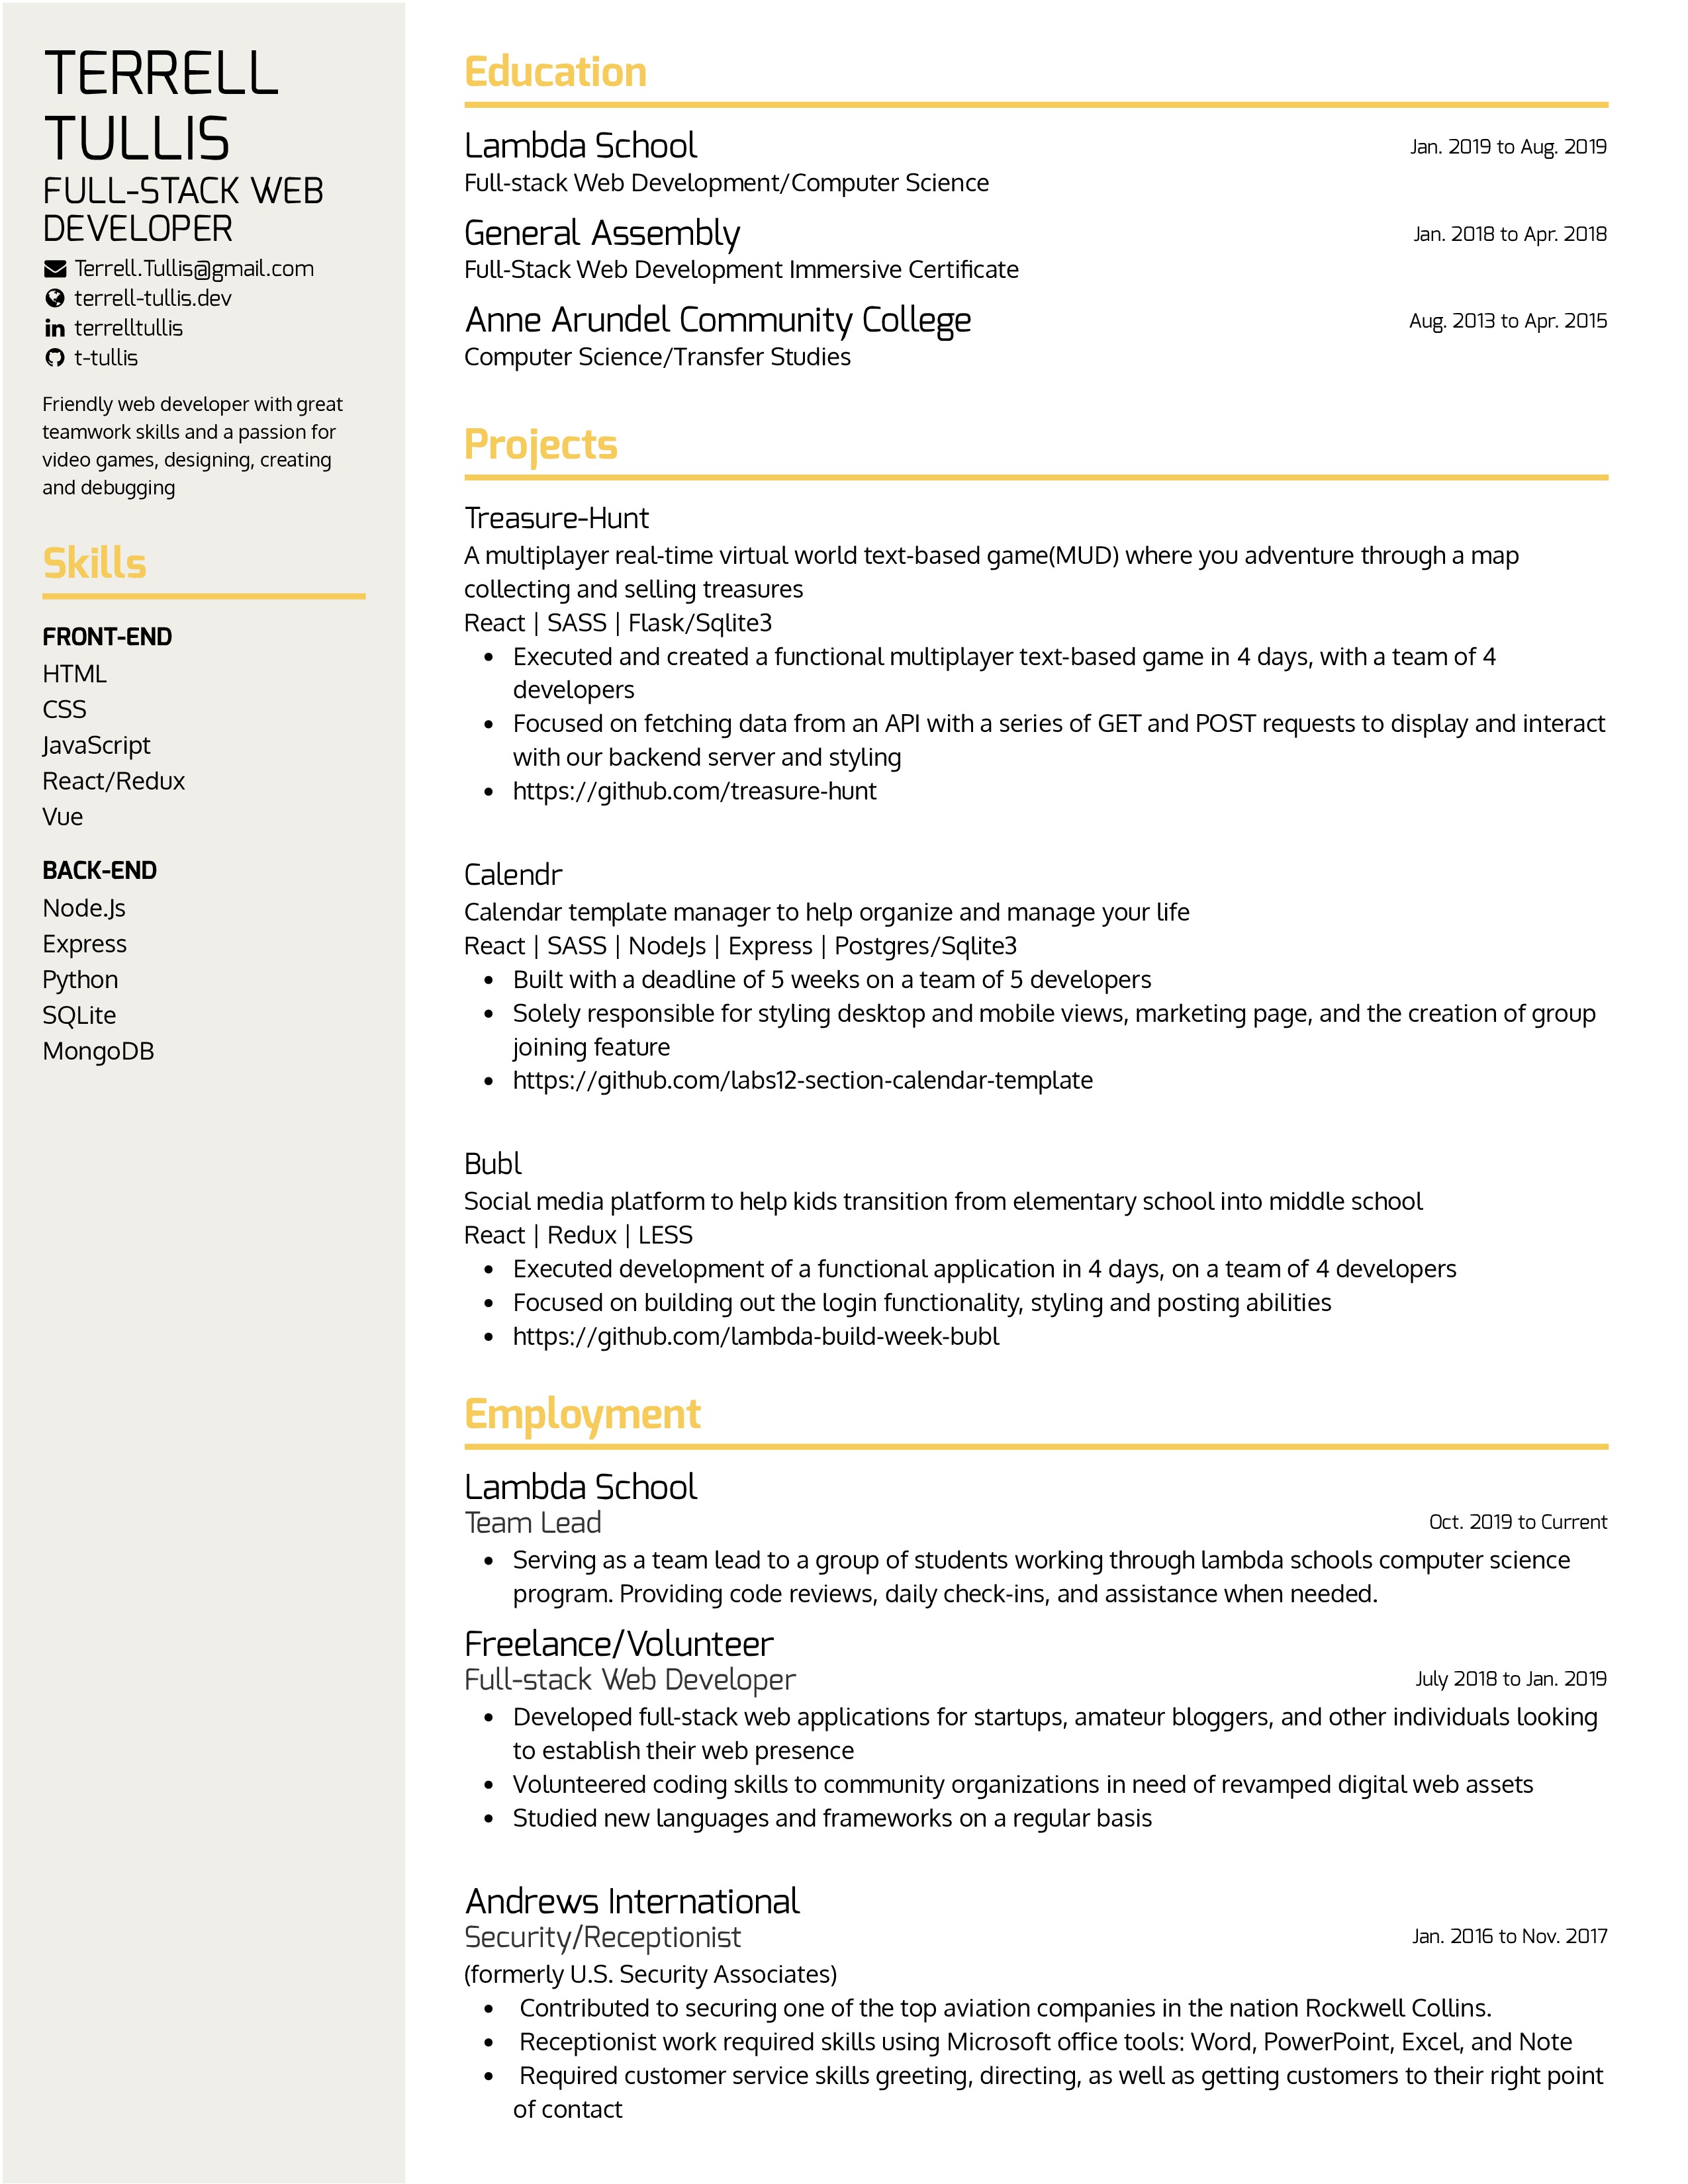 TERRELL
TULLIS
FULL-STACK WEB
DEVELOPER
Terrell.Tullis@gmail.com
terrell-tullis.dev
terrelltullis
t-tullis
Friendly web developer with great
teamwork skills and a passion for
video games, designing, creating
and debugging
Skills
FRONT-END
HTML
CSS
JavaScript
React/Redux
Vue
BACK-END
Node.Js
Express
Python
SQLite
MongoDB
Education
Lambda School
Jan. 2019 to Aug. 2019
Full-stack Web Development/Computer Science
General Assembly
Jan. 2018 to Apr. 2018
Full-Stack Web Development Immersive Certificate
Anne Arundel Community College
Aug. 2013 to Apr. 2015
Computer Science/Transfer Studies
Projects
Treasure-Hunt
A multiplayer real-time virtual world text-based game(MUD) where you adventure through a map
collecting and selling treasures
React | SASS | Flask/Sqlite3
• Executed and created a functional multiplayer text-based game in 4 days, with a team of 4
developers
• Focused on fetching data from an API with a series of GET and POST requests to display and interact
with our backend server and styling
• https://github.com/treasure-hunt
Calendr
Calendar template manager to help organize and manage your life
React | SASS | NodeJs | Express | Postgres/Sqlite3
• Built with a deadline of 5 weeks on a team of 5 developers
• Solely responsible for styling desktop and mobile views, marketing page, and the creation of group
joining feature
• https://github.com/labs12-section-calendar-template
Bubl
Social media platform to help kids transition from elementary school into middle school
React | Redux | LESS
• Executed development of a functional application in 4 days, on a team of 4 developers
• Focused on building out the login functionality, styling and posting abilities
• https://github.com/lambda-build-week-bubl
Employment
Lambda School
Team Lead
Oct. 2019 to Current
• Serving as a team lead to a group of students working through lambda schools computer science
program. Providing code reviews, daily check-ins, and assistance when needed.
Freelance/Volunteer
Full-stack Web Developer
July 2018 to Jan. 2019
• Developed full-stack web applications for startups, amateur bloggers, and other individuals looking
to establish their web presence
• Volunteered coding skills to community organizations in need of revamped digital web assets
• Studied new languages and frameworks on a regular basis
Andrews International
Security/Receptionist
Jan. 2016 to Nov. 2017
(formerly U.S. Security Associates)
• Contributed to securing one of the top aviation companies in the nation Rockwell Collins.
• Receptionist work required skills using Microsoft office tools: Word, PowerPoint, Excel, and Note
• Required customer service skills greeting, directing, as well as getting customers to their right point
of contact